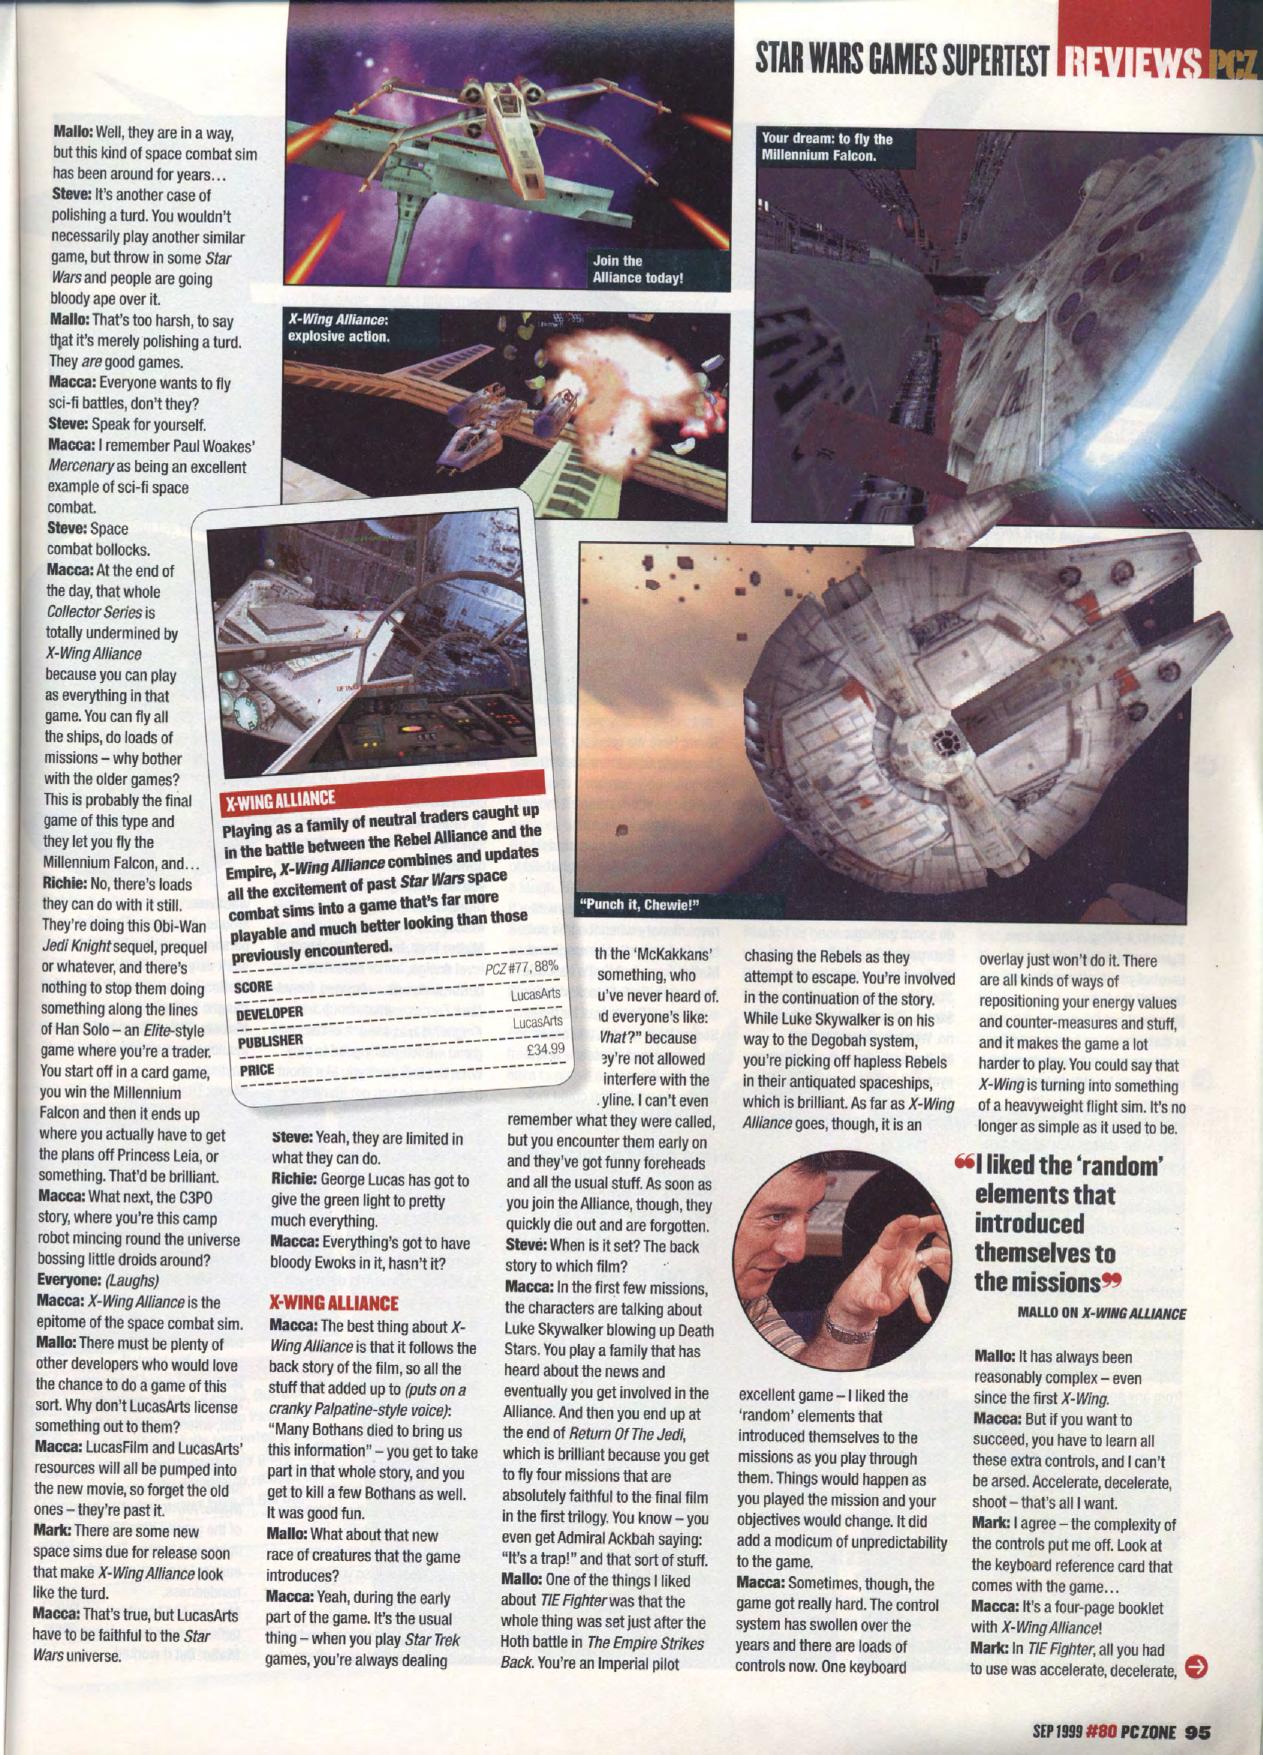 STAR WARS GAMES SUPERTEST REVIEWS PCZ
Mallo: Well, they are in a way,
but this kind of space combat sim
has been around for years...
Steve: It's another case of
polishing a turd. You wouldn't
necessarily play another similar
game, but throw in some Star
Wars and people are going
bloody ape over it.
Mallo: That's too harsh, to say
that it's merely polishing a turd.
They are good games.
Macca: Everyone wants to fly
sci-fi battles, don't they?
Steve: Speak for yourself.
Macca: I remember Paul Woakes'
Mercenary as being an excellent
example of sci-fi space
combat.
Steve: Space
combat bollocks.
Macca: At the end of
the day, that whole
Collector Series is
totally undermined by
X-Wing Alliance
because you can play
as everything in that
game. You can fly all
the ships, do loads of
missions – why bother
with the older games?
This is probably the final
game of this type and
they let you fly the
Millennium Falcon, and...
Richie: No, there's loads
they can do with it still.
They're doing this Obi-Wan
Jedi Knight sequel, prequel
or whatever, and there's
nothing to stop them doing
something along the lines
of Han Solo – an Elite-style
game where you're a trader.
You start off in a card game,
you win the Millennium
Falcon and then it ends up
where you actually have to get
the plans off Princess Leia, or
something. That'd be brilliant.
Macca: What next, the C3PO
story, where you're this camp
robot mincing round the universe
bossing little droids around?
Everyone: (Laughs)
Macca: X-Wing Alliance is the
epitome of the space combat sim.
Mallo: There must be plenty of
other developers who would love
the chance to do a game of this
sort. Why don't LucasArts license
something out to them?
Macca: LucasFilm and LucasArts'
resources will all be pumped into
the new movie, so forget the old
ones – they're past it.
Mark: There are some new
space sims due for release soon
that make X-Wing Alliance look
like the turd.
Macca: That's true, but LucasArts
have to be faithful to the Star
Wars universe.
Join the
Alliance today!
X-Wing Alliance:
explosive action.
Your dream: to fly the
Millennium Falcon.
"Punch it, Chewie!"
X-WING ALLIANCE
Playing as a family of neutral traders caught up
in the battle between the Rebel Alliance and the
Empire, X-Wing Alliance combines and updates
all the excitement of past Star Wars space
combat sims into a game that's far more
playable and much better looking than those
previously encountered.
SCORE PCZ #77, 88%
DEVELOPER LucasArts
PUBLISHER LucasArts
PRICE £34.99
Steve: Yeah, they are limited in
what they can do.
Richie: George Lucas has got to
give the green light to pretty
much everything.
Macca: Everything's got to have
bloody Ewoks in it, hasn't it?
X-WING ALLIANCE
Macca: The best thing about X-
Wing Alliance is that it follows the
back story of the film, so all the
stuff that added up to (puts on a
cranky Palpatine-style voice):
"Many Bothans died to bring us
this information" – you get to take
part in that whole story, and you
get to kill a few Bothans as well.
It was good fun.
Mallo: What about that new
race of creatures that the game
introduces?
Macca: Yeah, during the early
part of the game. It's the usual
thing – when you play Star Trek
games, you're always dealing
th the 'McKakkans'
something, who
u've never heard of.
d everyone's like:
What?" because
ey're not allowed
interfere with the
yline. I can't even
remember what they were called,
but you encounter them early on
and they've got funny foreheads
and all the usual stuff. As soon as
you join the Alliance, though, they
quickly die out and are forgotten.
Steve: When is it set? The back
story to which film?
Macca: In the first few missions,
the characters are talking about
Luke Skywalker blowing up Death
Stars. You play a family that has
heard about the news and
eventually you get involved in the
Alliance. And then you end up at
the end of Return Of The Jedi,
which is brilliant because you get
to fly four missions that are
absolutely faithful to the final film
in the first trilogy. You know – you
even get Admiral Ackbah saying:
"It's a trap!" and that sort of stuff.
Mallo: One of the things I liked
about TIE Fighter was that the
whole thing was set just after the
Hoth battle in The Empire Strikes
Back. You're an Imperial pilot
chasing the Rebels as they
attempt to escape. You're involved
in the continuation of the story.
While Luke Skywalker is on his
way to the Degobah system,
you're picking off hapless Rebels
in their antiquated spaceships,
which is brilliant. As far as X-Wing
Alliance goes, though, it is an
excellent game – I liked the
'random' elements that
introduced themselves to the
missions as you play through
them. Things would happen as
you played the mission and your
objectives would change. It did
add a modicum of unpredictability
to the game.
Macca: Sometimes, though, the
game got really hard. The control
system has swollen over the
years and there are loads of
controls now. One keyboard
overlay just won't do it. There
are all kinds of ways of
repositioning your energy values
and counter-measures and stuff,
and it makes the game a lot
harder to play. You could say that
X-Wing is turning into something
of a heavyweight flight sim. It's no
longer as simple as it used to be.
"I liked the 'random'
elements that
introduced
themselves to
the missions"
MALLO ON X-WING ALLIANCE
Mallo: It has always been
reasonably complex – even
since the first X-Wing.
Macca: But if you want to
succeed, you have to learn all
these extra controls, and I can't
be arsed. Accelerate, decelerate,
shoot – that's all I want.
Mark: I agree – the complexity of
the controls put me off. Look at
the keyboard reference card that
comes with the game...
Macca: It's a four-page booklet
with X-Wing Alliance!
Mark: In TIE Fighter, all you had
to use was accelerate, decelerate,
SEP 1999 #80 PC ZONE 95